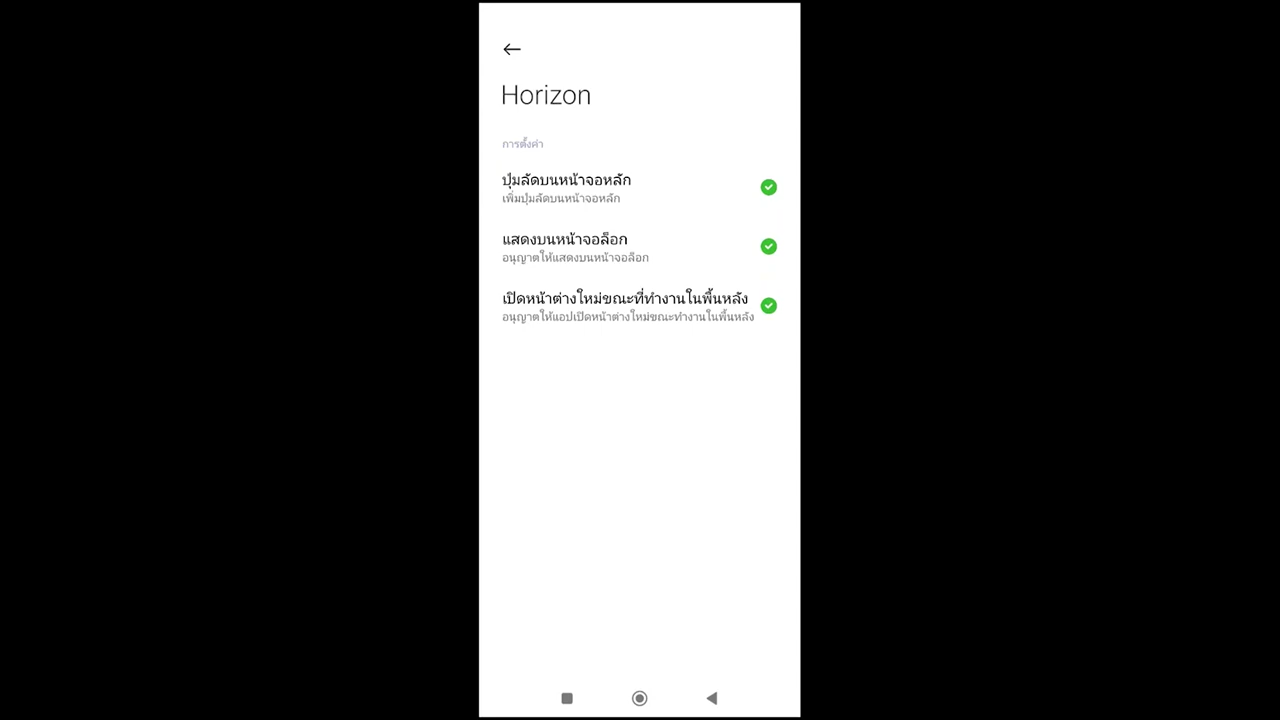 Horizon
การตั้งค่า
ปุ่มลัดบนหน้าจอหลัก
เพิ่มปุ่มลัดบนหน้าจอหลัก
แสดงบนหน้าจอล็อก
อนุญาตให้แสดงบนหน้าจอล็อก
เปิดหน้าต่างใหม่ขณะที่ทำงานในพื้นหลัง
อนุญาตให้แอปเปิดหน้าต่างใหม่ขณะทำงานในพื้นหลัง